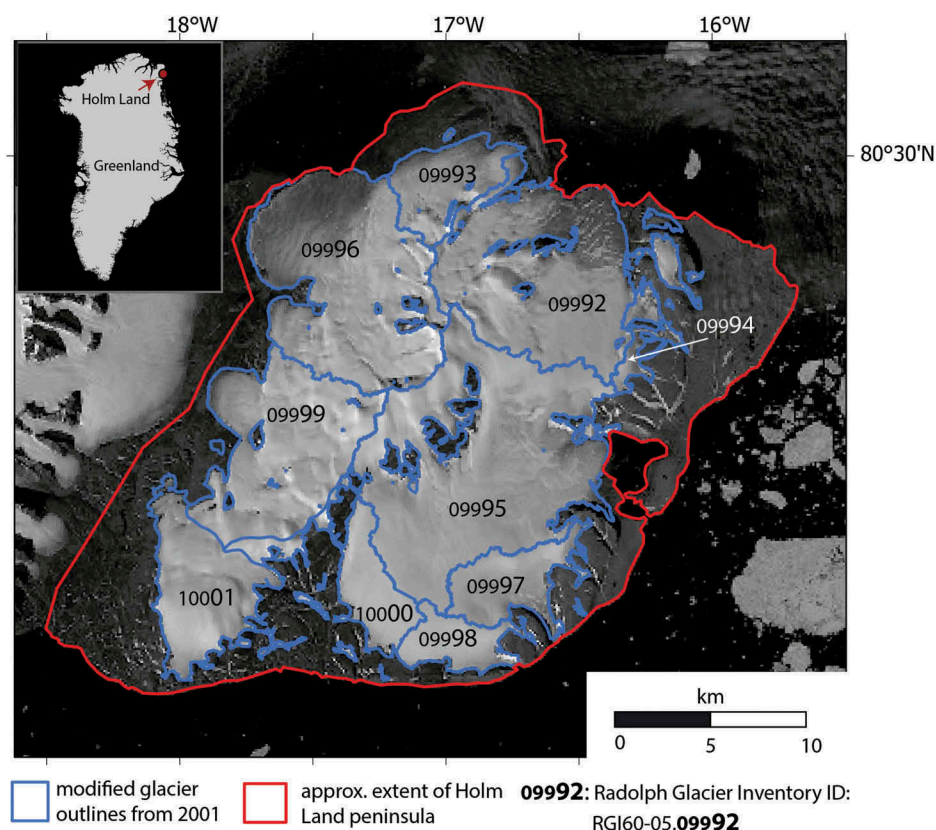 18°W 17°W 16°W
Holm Land
Greenland
80°30'N
09993
09996
09992
09994
09999
09995
09997
10001
10000
09998
km
0 5 10
modified glacier
outlines from 2001
approx. extent of Holm
Land peninsula
09992: Radolph Glacier Inventory ID:
RGI60-05.09992